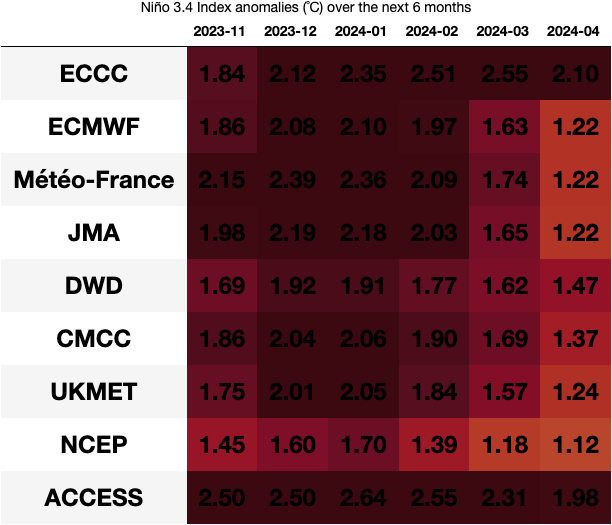 Niño 3.4 Index anomalies (℃) over the next 6 months
2023-11 2023-12 2024-01 2024-02 2024-03 2024-04
ECCC 1.84 2.12 2.35 2.51 2.55 2.10
ECMWF 1.86 2.08 2.10 1.97 1.63 1.22
Météo-France 2.15 2.39 2.36 2.09 1.74 1.22
JMA 1.98 2.19 2.18 2.03 1.65 1.22
DWD 1.69 1.92 1.91 1.77 1.62 1.47
CMCC 1.86 2.04 2.06 1.90 1.69 1.37
UKMET 1.75 2.01 2.05 1.84 1.57 1.24
NCEP 1.45 1.60 1.70 1.39 1.18 1.12
ACCESS 2.50 2.50 2.64 2.55 2.31 1.98